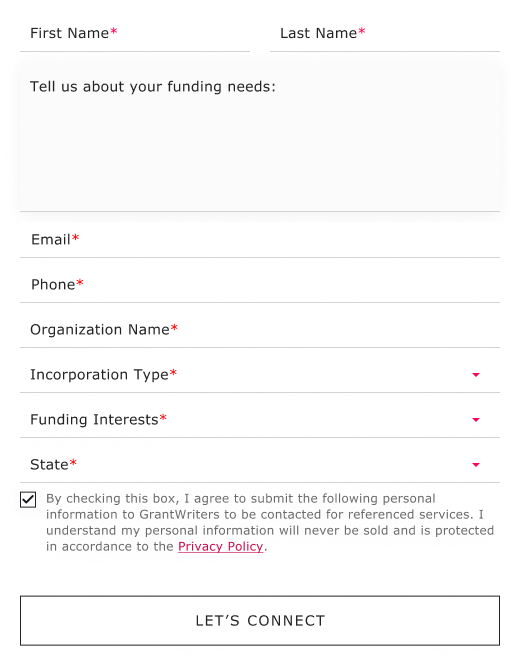 First Name* Last Name*
Tell us about your funding needs:
Email*
Phone*
Organization Name*
Incorporation Type*
Funding Interests*
State*
By checking this box, I agree to submit the following personal
information to GrantWriters to be contacted for referenced services. I
understand my personal information will never be sold and is protected
in accordance to the Privacy Policy.
LET’S CONNECT